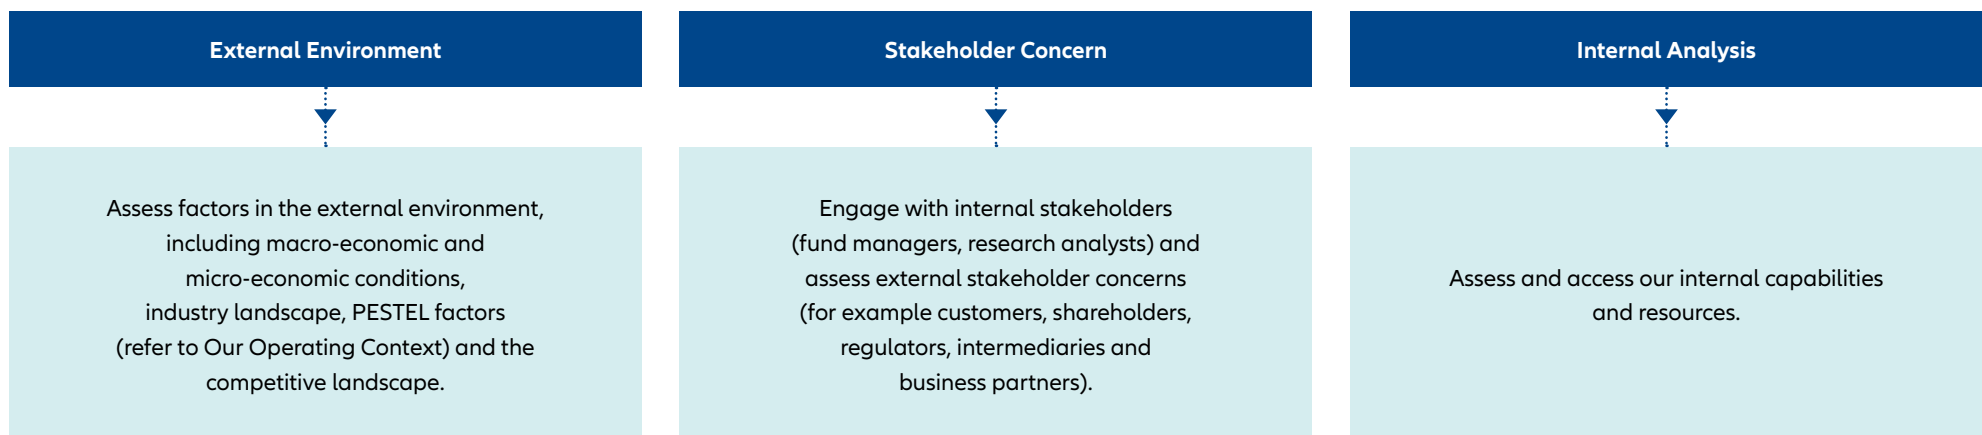 External Environment
Assess factors in the external environment,
including macro-economic and
micro-economic conditions,
industry landscape, PESTEL factors
(refer to Our Operating Context) and the
competitive landscape.
Stakeholder Concern
Engage with internal stakeholders
(fund managers, research analysts) and
assess external stakeholder concerns
(for example customers, shareholders,
regulators, intermediaries and
business partners).
Internal Analysis
Assess and access our internal capabilities
and resources.